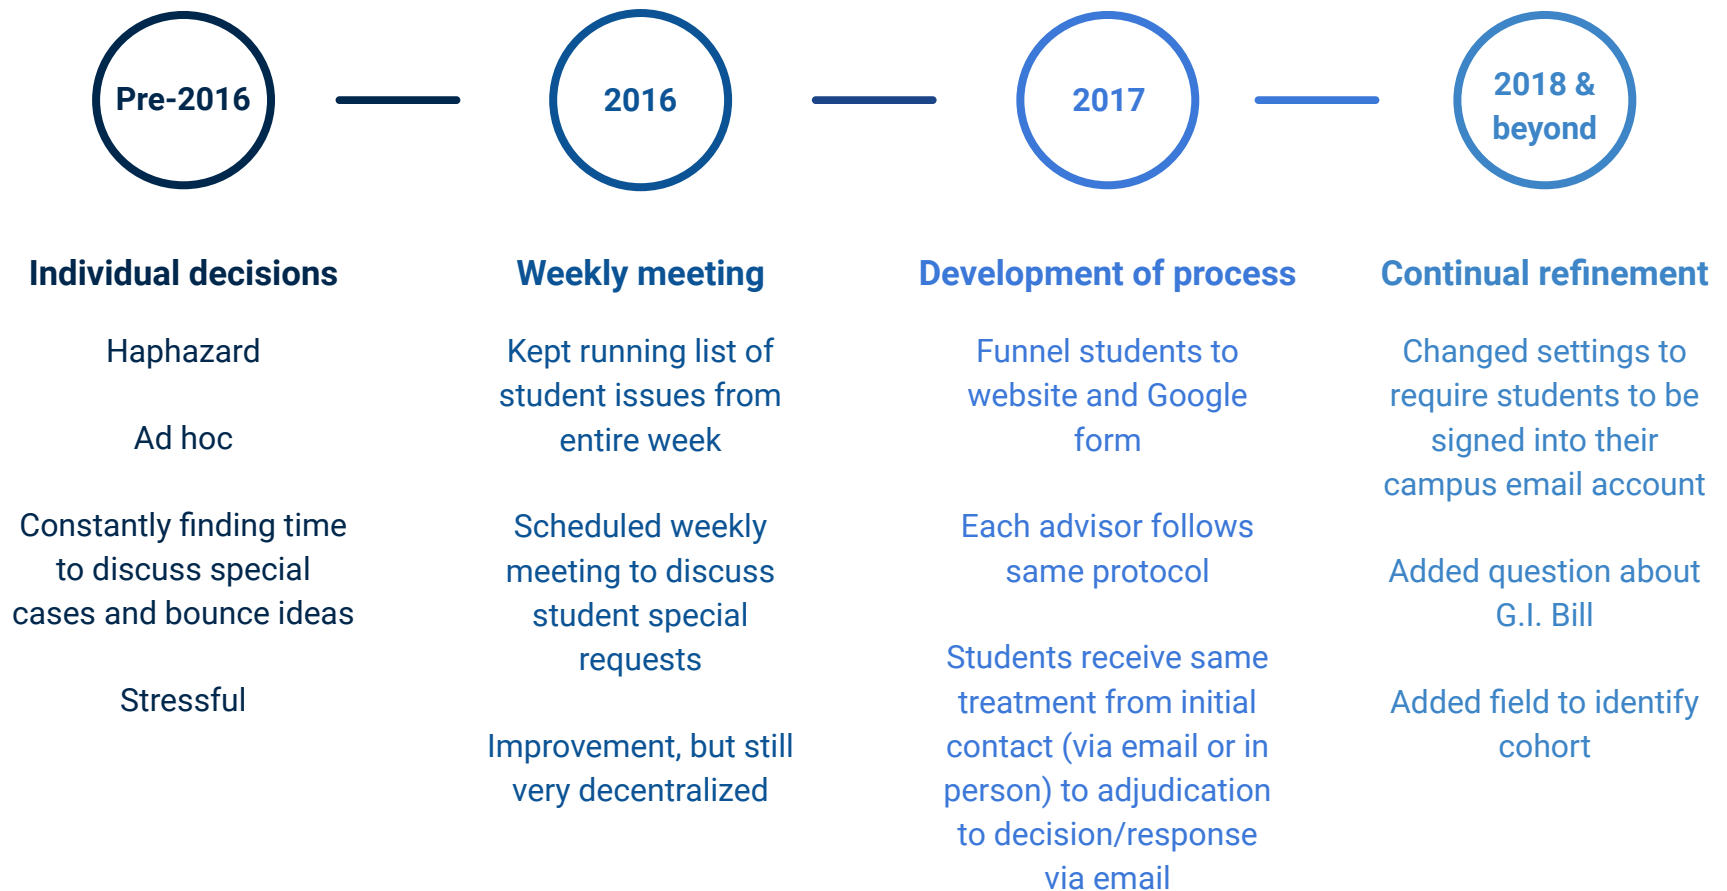 Pre-2016
2016
2017
2018 &
beyond
Individual decisions
Haphazard
Ad hoc
Constantly finding time
to discuss special
cases and bounce ideas
Stressful
Weekly meeting
Kept running list of
student issues from
entire week
Scheduled weekly
meeting to discuss
student special
requests
Improvement, but still
very decentralized
Development of process
Funnel students to
website and Google
form
Each advisor follows
same protocol
Students receive same
treatment from initial
contact (via email or in
person) to adjudication
to decision/response
via email
Continual refinement
Changed settings to
require students to be
signed into their
campus email account
Added question about
G.I. Bill
Added field to identify
cohort